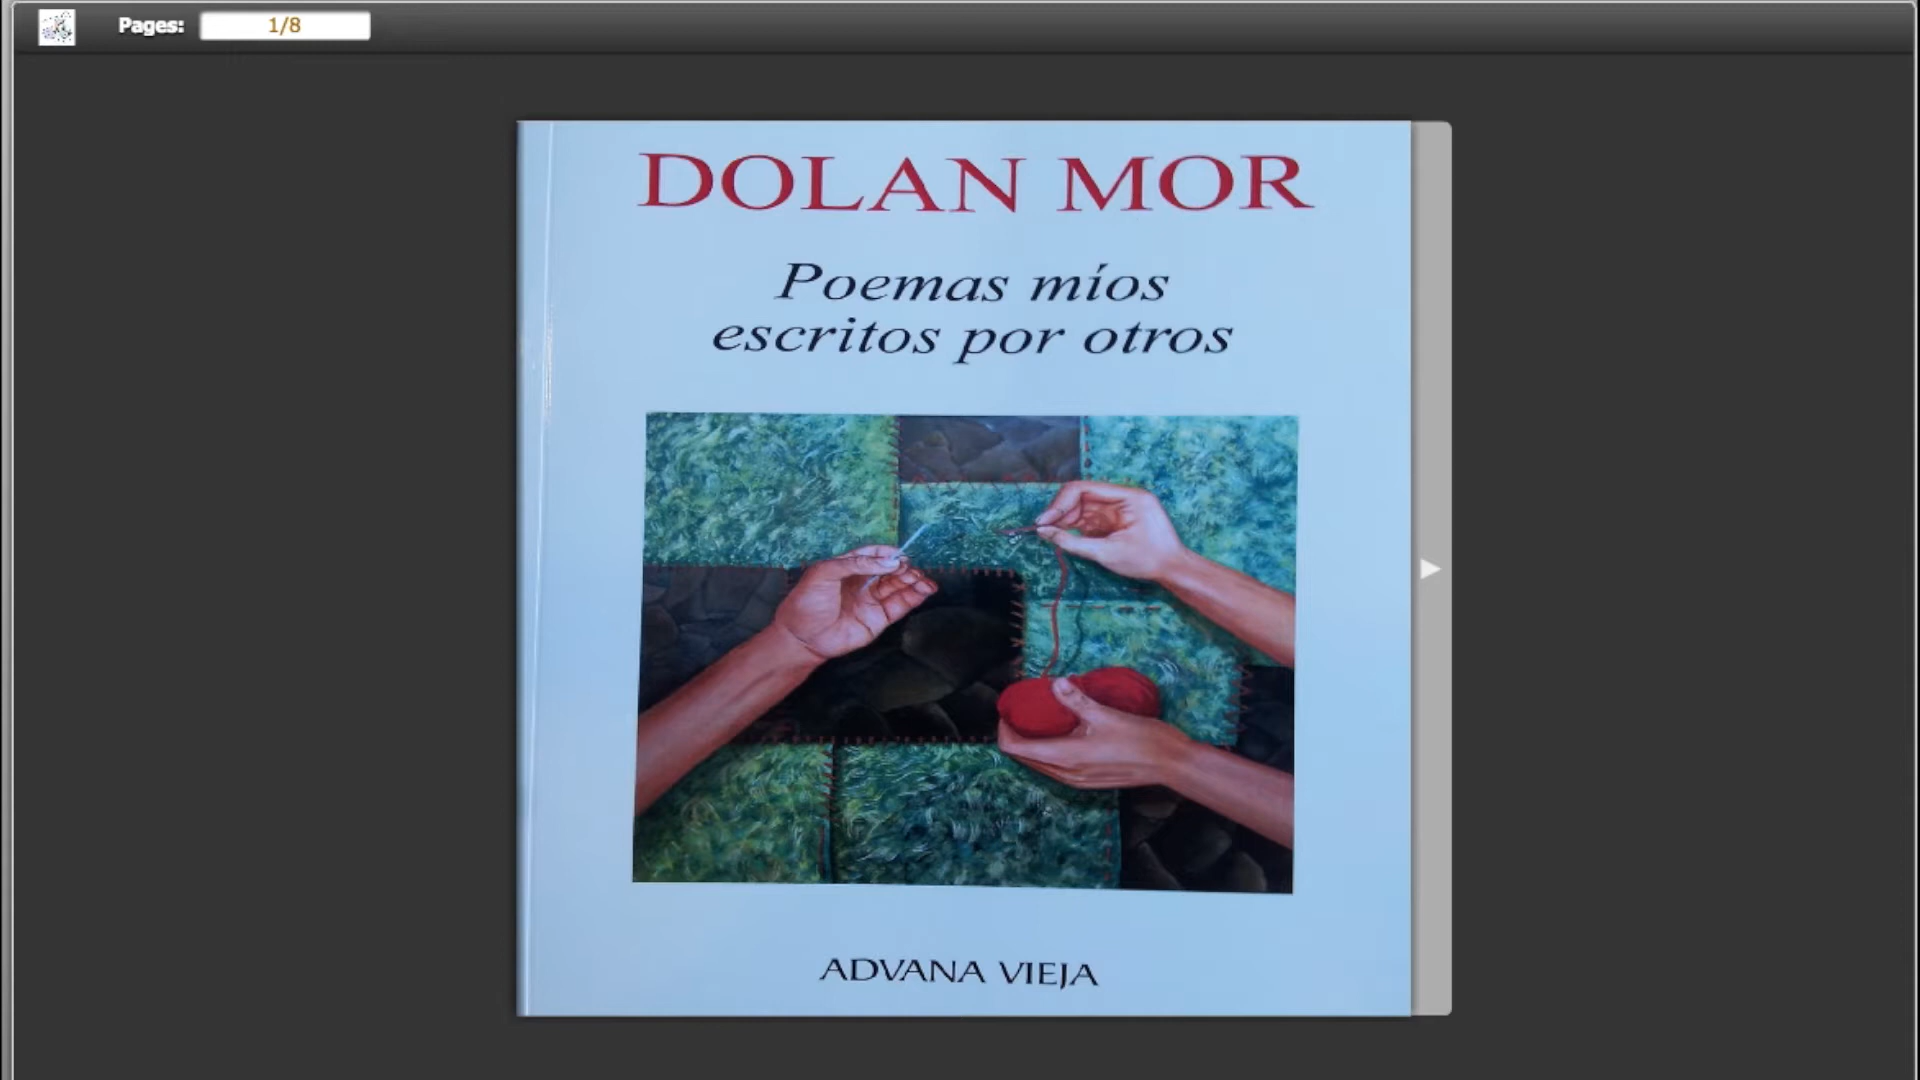 Pages: 1/8
DOLAN MOR
Poemas míos
escritos por otros
ADVANA VIEJA